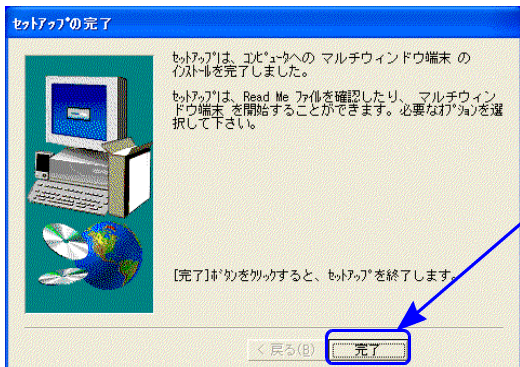 ｾｯﾄｱｯﾌﾟの完了
ｾｯﾄｱｯﾌﾟは、ｺﾝﾋﾟｭｰﾀへの マルチウィンドウ端末 の
ｲﾝｽﾄｰﾙを完了しました。
ｾｯﾄｱｯﾌﾟは、Read Me ﾌｧｲﾙを確認したり、 マルチウィン
ドウ端末 を開始することができます。必要なｵﾌﾟｼｮﾝを選
択して下さい。
[完了]ﾎﾞﾀﾝをｸﾘｯｸすると、ｾｯﾄｱｯﾌﾟを終了します。
< 戻る(B)
完了